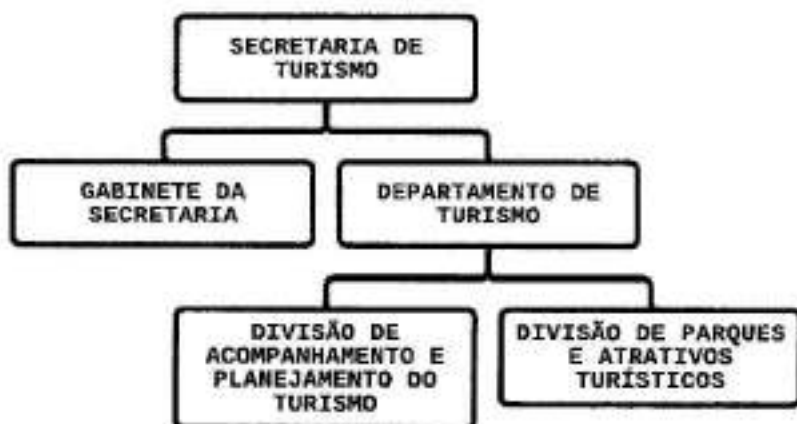 SECRETARIA DE
TURISMO
GABINETE DA
SECRETARIA
DEPARTAMENTO DE
TURISMO
DIVISÃO DE
ACOMPANHAMENTO E
PLANEJAMENTO DO
TURISMO
DIVISÃO DE PARQUES
E ATRATIVOS
TURÍSTICOS